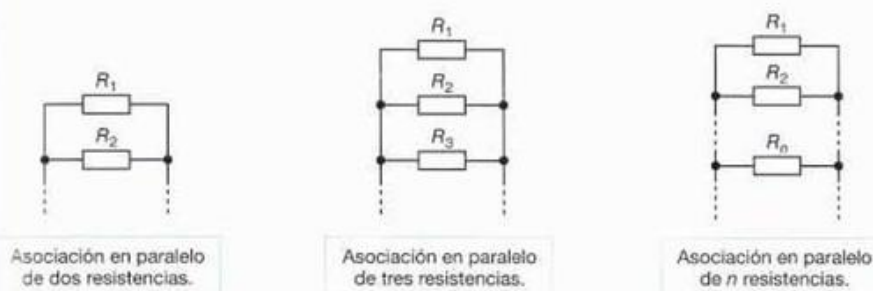 R1
R2
Asociación en paralelo
de dos resistencias.
R1
R2
R3
Asociación en paralelo
de tres resistencias.
R1
R2
Rn
Asociación en paralelo
de n resistencias.